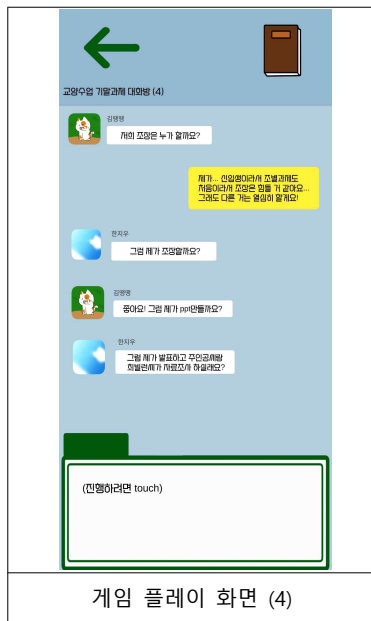 교양수업 기말과제 대화방 (4)
김맹맹
저희 조장은 누가 할까요?
제가... 신입생이라서 조별과제도
처음이라서 조장은 힘들 거 같아요...
그래도 다른 거는 열심히 할게요!
한지우
그럼 제가 조장할까요?
김맹맹
좋아요! 그럼 제가 ppt만들까요?
한지우
그럼 제가 발표하고 주인공씨랑
최빌런씨가 자료조사 하실래요?
(진행하려면 touch)
게임 플레이 화면 (4)